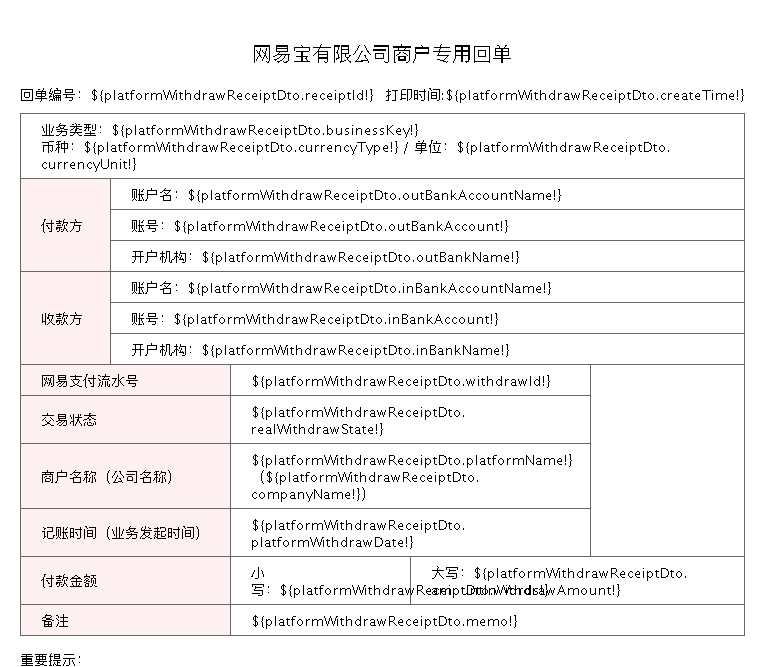 网易宝有限公司商户专用回单
回单编号：${platformWithdrawReceiptDto.receiptId!} 打印时间:${platformWithdrawReceiptDto.createTime!}
业务类型：${platformWithdrawReceiptDto.businessKey!}
币种：${platformWithdrawReceiptDto.currencyType!} / 单位：${platformWithdrawReceiptDto.
currencyUnit!}
付款方
账户名：${platformWithdrawReceiptDto.outBankAccountName!}
账号：${platformWithdrawReceiptDto.outBankAccount!}
开户机构：${platformWithdrawReceiptDto.outBankName!}
收款方
账户名：${platformWithdrawReceiptDto.inBankAccountName!}
账号：${platformWithdrawReceiptDto.inBankAccount!}
开户机构：${platformWithdrawReceiptDto.inBankName!}
网易支付流水号 ${platformWithdrawReceiptDto.withdrawId!}
交易状态
${platformWithdrawReceiptDto.
realWithdrawState!}
商户名称（公司名称）
${platformWithdrawReceiptDto.platformName!}
（${platformWithdrawReceiptDto.
companyName!}）
记账时间（业务发起时间）
${platformWithdrawReceiptDto.
platformWithdrawDate!}
付款金额
小
写：${platformWithdrawReceiptDto.withdrawAmount!}
大写：${platformWithdrawReceiptDto.
备注 ${platformWithdrawReceiptDto.memo!}
重要提示：